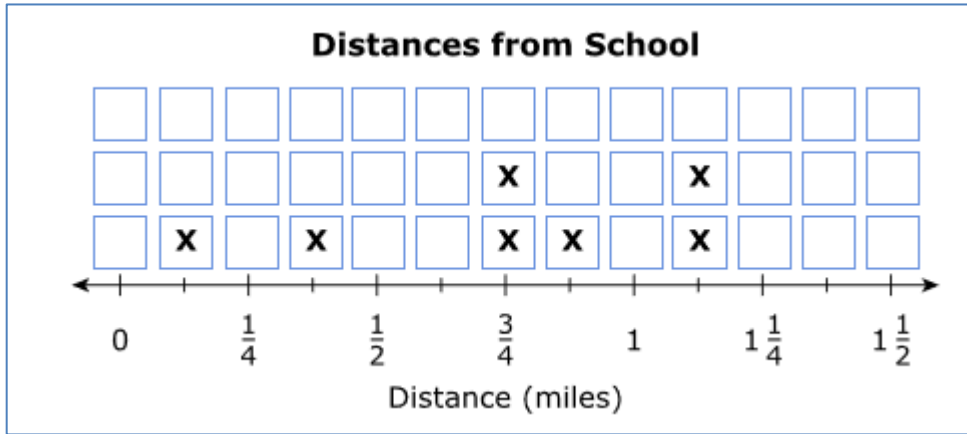 Distances from School
X X
X X X X X
0 1/4 1/2 3/4 1 1 1/4 1 1/2
Distance (miles)